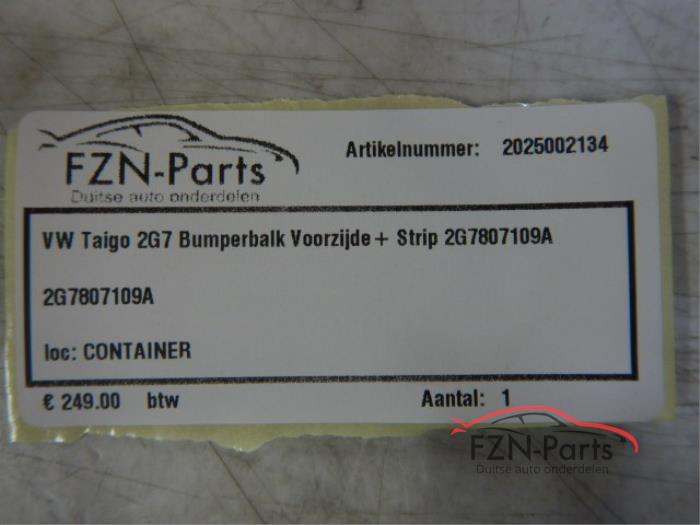 FZN-Parts
Duitse auto onderdelen
Artikelnummer: 2025002134
VW Taigo 2G7 Bumperbalk Voorzijde+ Strip 2G7807109A
2G7807109A
loc: CONTAINER
€ 249.00 btw
Aantal: 1
FZN-Parts
Duitse auto onderdelen